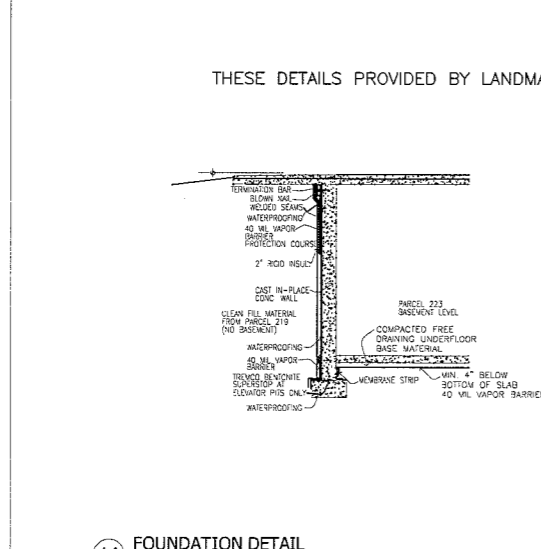 THESE DETAILS PROVIDED BY
TERMINATION BAR
BLOWN NAIL
WELDED SEAMS
WATERPROOFING
40 MIL VAPOR
BARRIER
PROTECTION COURS
2" RIGID INSUL
CAST IN-PLACE
CONC WALL
CLEAN FILL MATERIAL
FROM PARCEL 219
(NO BASEMENT)
WATERPROOFING
40 MIL VAPOR
BARRIER
TREMCO BENTONITE
SUPERSTOP AT
ELEVATOR PITS ONLY
WATERPROOFING
PARCEL 223
BASEMENT LEVEL
COMPACTED FREE
DRAINING UNDERFLOOR
BASE MATERIAL
MEMBRANE STRIP
MIN. 4" BELOW
BOTTOM OF SLAB
40 MIL VAPOR BARRIER
FOUNDATION DETAIL